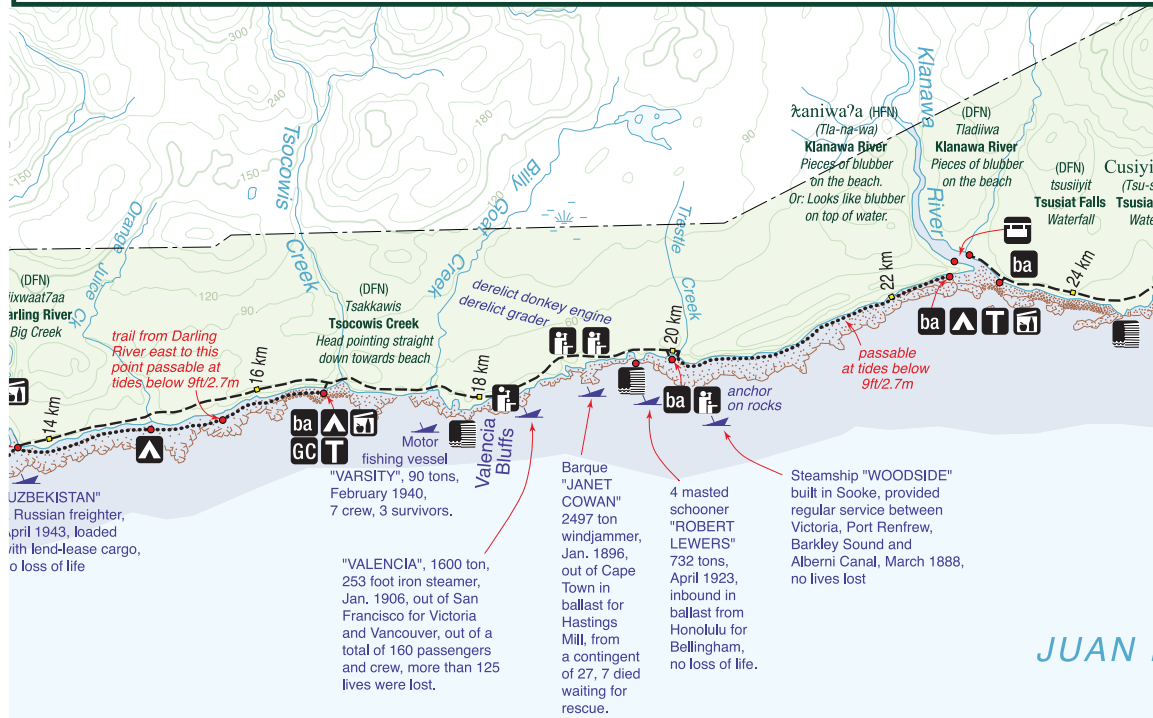 300
240
180
150
150
120
120
90
90
60
Tsocowis
Creek
Orange Juice Ck
Billy
Goat
Creek
Trestle
Creek
Klanawa
River
(DFN)
Big Creek
trail from Darling
River east to this
point passable at
tides below 9ft/2.7m
(DFN)
Tsakkawis
Tsocowis Creek
Head pointing straight
down towards beach
derelict donkey engine
derelict grader
ƛaniwaʔa (HFN)
(Tla-na-wa)
Klanawa River
Pieces of blubber
on the beach.
Or: Looks like blubber
on top of water.
(DFN)
Tladiiwa
Klanawa River
Pieces of blubber
on the beach
(DFN)
tsusiiyit
Tsusiat Falls
Waterfall
14 km
16 km
18 km
20 km
22 km
24 km
ba
GC T
ba
ba T
ba
anchor
on rocks
passable
at tides below
9ft/2.7m
Valencia
Bluffs
UZBEKISTAN"
Russian freighter,
April 1943, loaded
with lend-lease cargo,
no loss of life
Motor
fishing vessel
"VARSITY", 90 tons,
February 1940,
7 crew, 3 survivors.
"VALENCIA", 1600 ton,
253 foot iron steamer,
Jan. 1906, out of San
Francisco for Victoria
and Vancouver, out of a
total of 160 passengers
and crew, more than 125
lives were lost.
Barque
"JANET
COWAN"
2497 ton
windjammer,
Jan. 1896,
out of Cape
Town in
ballast for
Hastings
Mill, from
a contingent
of 27, 7 died
waiting for
rescue.
4 masted
schooner
"ROBERT
LEWERS"
732 tons,
April 1923,
inbound in
ballast from
Honolulu for
Bellingham,
no loss of life.
Steamship "WOODSIDE"
built in Sooke, provided
regular service between
Victoria, Port Renfrew,
Barkley Sound and
Alberni Canal, March 1888,
no lives lost
JUAN